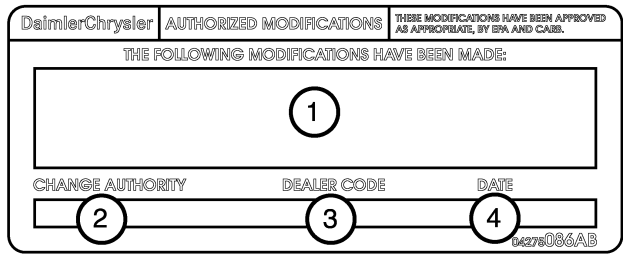 DaimlerChrysler AUTHORIZED MODIFICATIONS THESE MODIFICATIONS HAVE BEEN APPROVED
AS APPROPRIATE, BY EPA AND CARB.
THE FOLLOWING MODIFICATIONS HAVE BEEN MADE:
1
CHANGE AUTHORITY DEALER CODE DATE
2 3 4
04275086AB